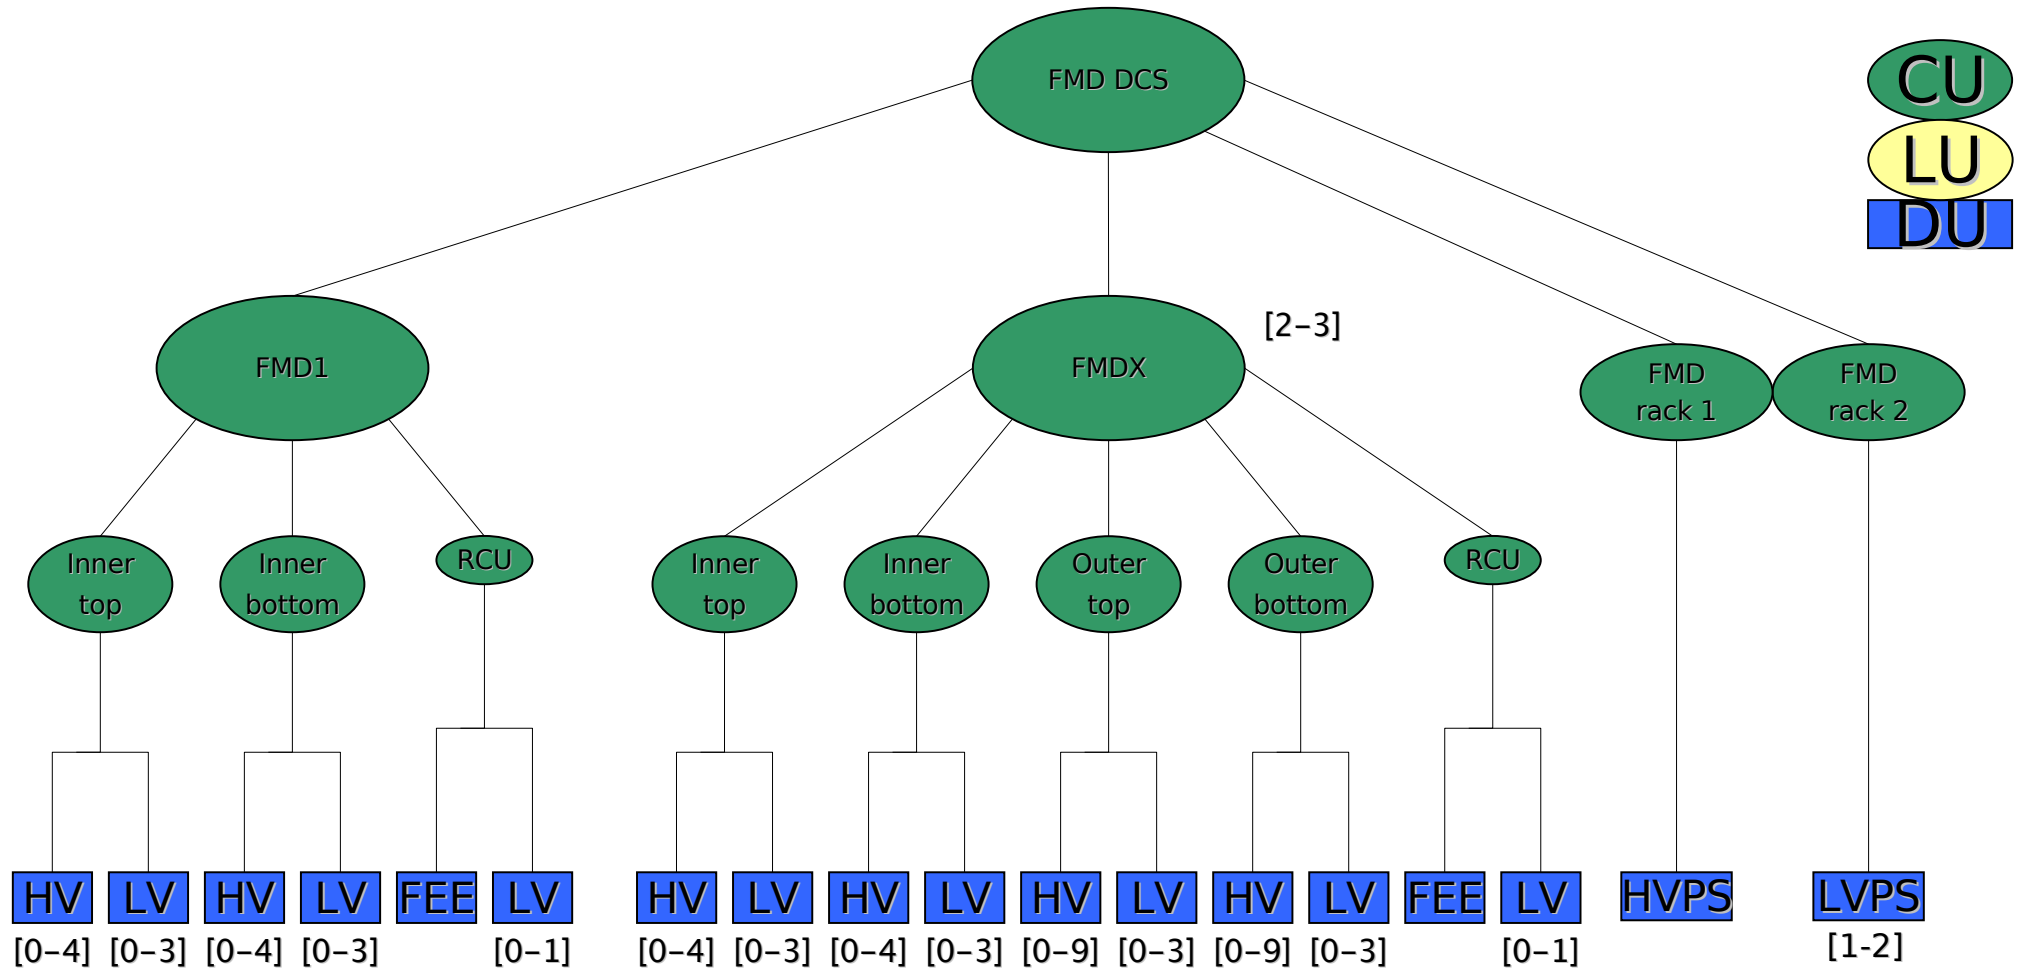 FMD DCS
CU
LU
DU
[2–3]
FMD1
FMDX
FMD
rack 1
FMD
rack 2
Inner
top
Inner
bottom
RCU
Inner
top
Inner
bottom
Outer
top
Outer
bottom
RCU
HV
LV
HV
LV
FEE
LV
HV
LV
HV
LV
HV
LV
HV
LV
FEE
LV
HVPS
LVPS
[0–4]
[0–3]
[0–4]
[0–3]
[0–1]
[0–4]
[0–3]
[0–4]
[0–3]
[0–9]
[0–3]
[0–9]
[0–3]
[0–1]
[1-2]